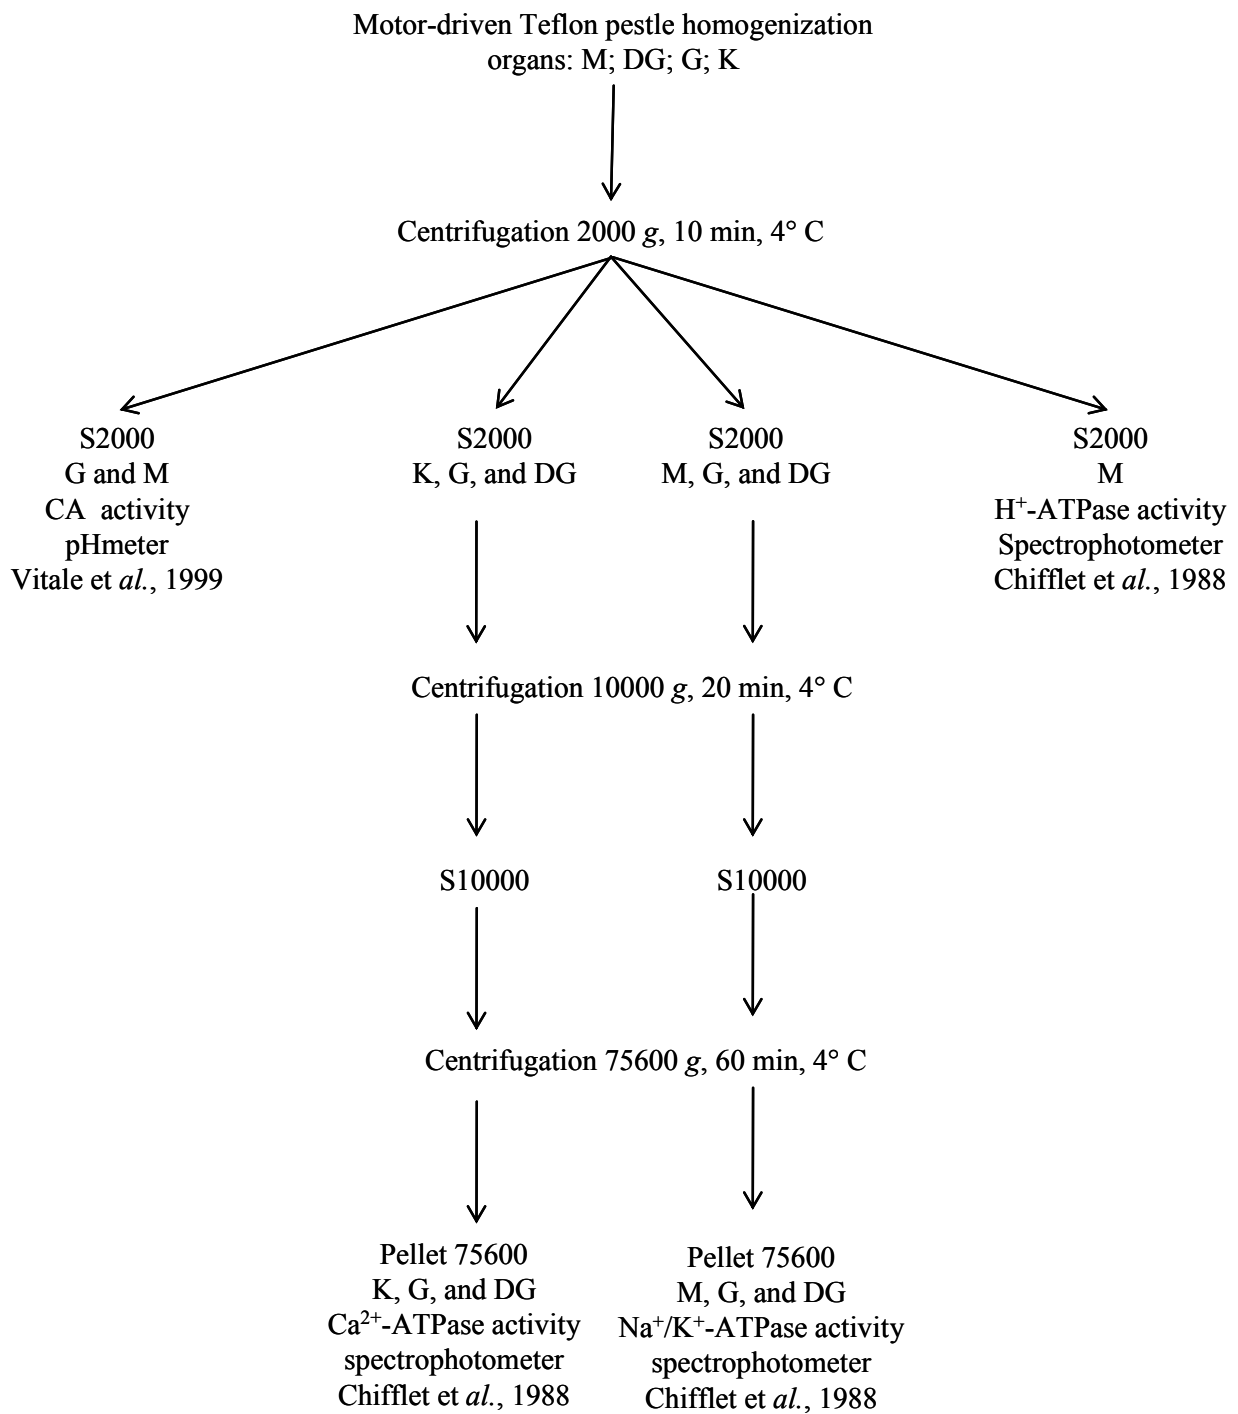 Motor-driven Teflon pestle homogenization
organs: M; DG; G; K
Centrifugation 2000 g, 10 min, 4° C
S2000
G and M
CA activity
pHmeter
Vitale et al., 1999
S2000
K, G, and DG
S2000
M, G, and DG
S2000
M
H⁺-ATPase activity
Spectrophotometer
Chifflet et al., 1988
Centrifugation 10000 g, 20 min, 4° C
S10000
S10000
Centrifugation 75600 g, 60 min, 4° C
Pellet 75600
K, G, and DG
Ca²⁺-ATPase activity
spectrophotometer
Chifflet et al., 1988
Pellet 75600
M, G, and DG
Na⁺/K⁺-ATPase activity
spectrophotometer
Chifflet et al., 1988